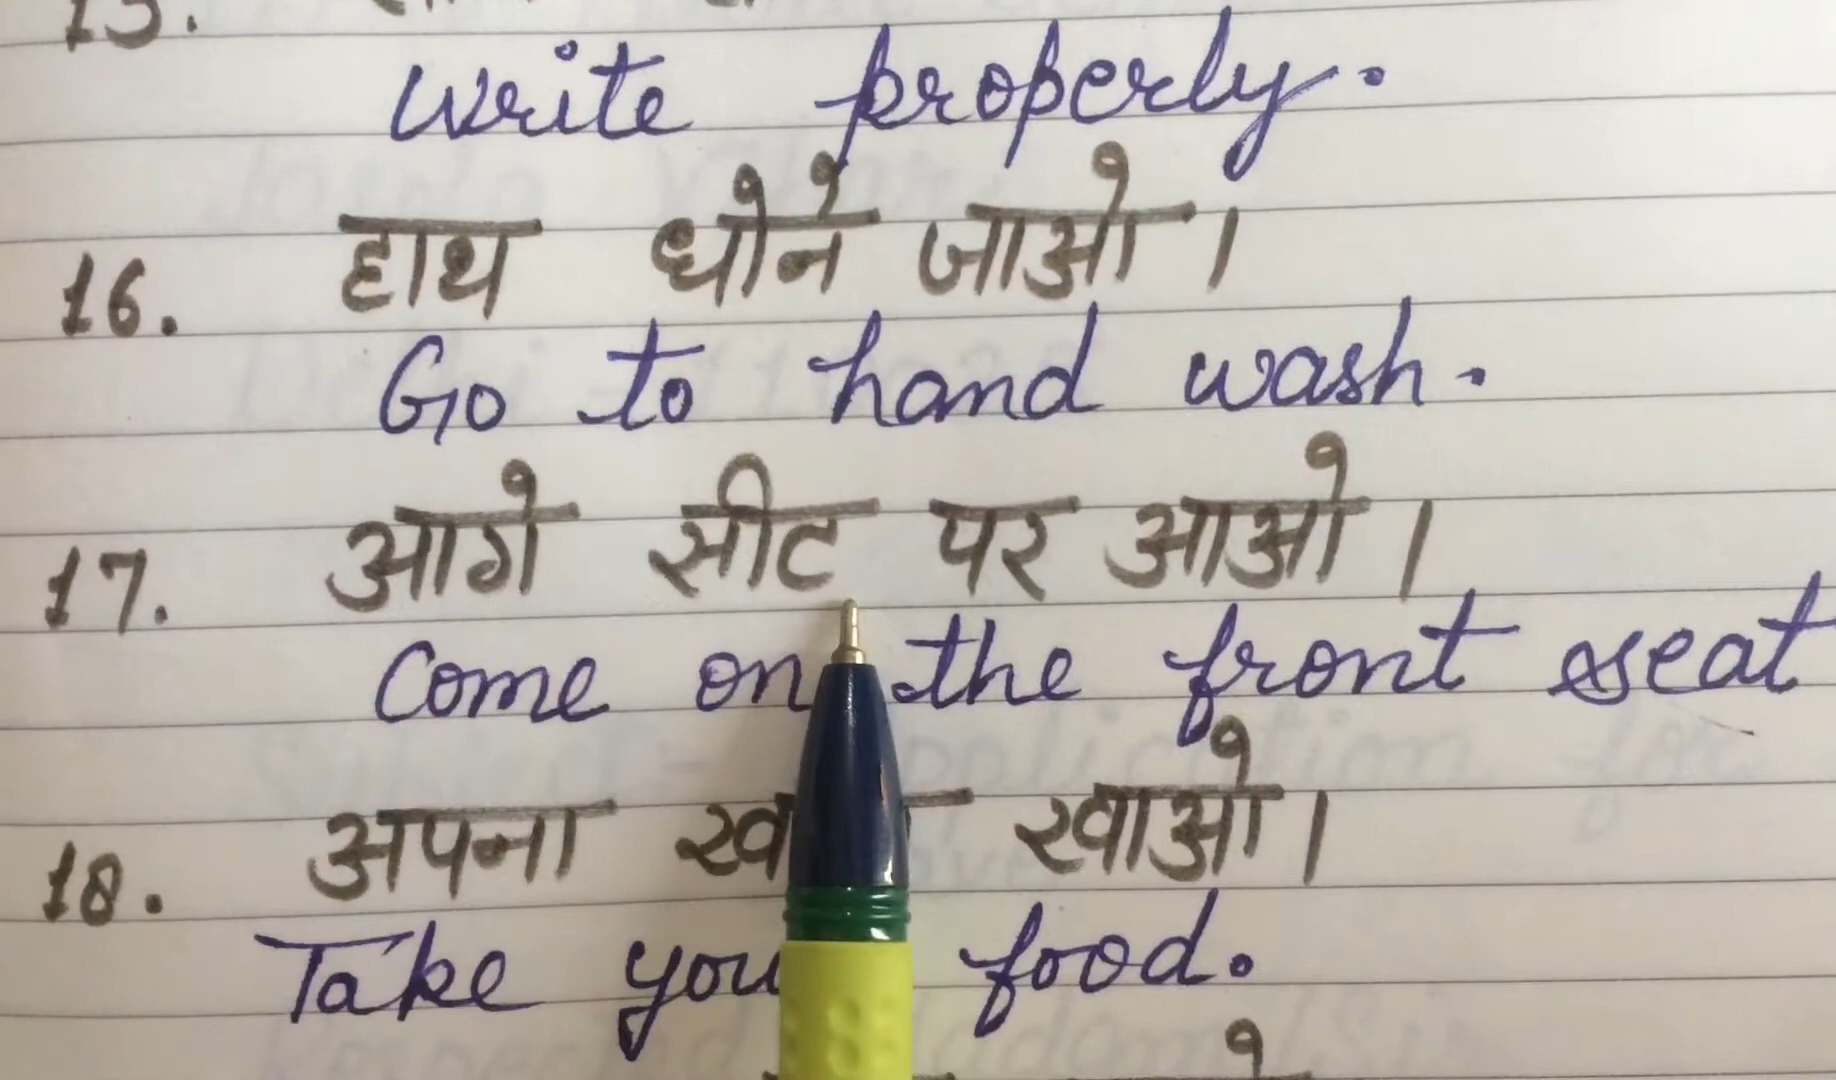 15.
Write properly.
16. हाथ धोने जाओ।
Go to hand wash.
17. आगे सीट पर आओ।
Come on the front seat
18. अपना खाओ।
Take food.